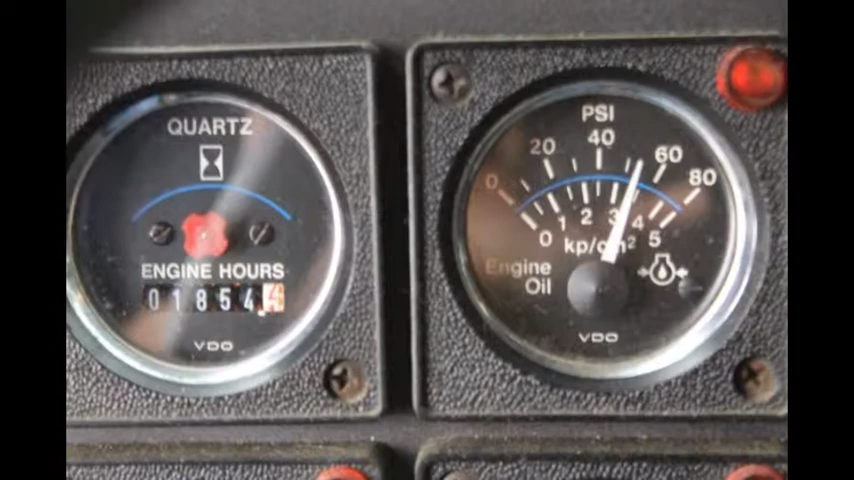 QUARTZ
ENGINE HOURS
01854 4
VDO
PSI
0 20 40 60 80
0 1 2 3 4 5
kp/cm²
Engine
Oil
VDO